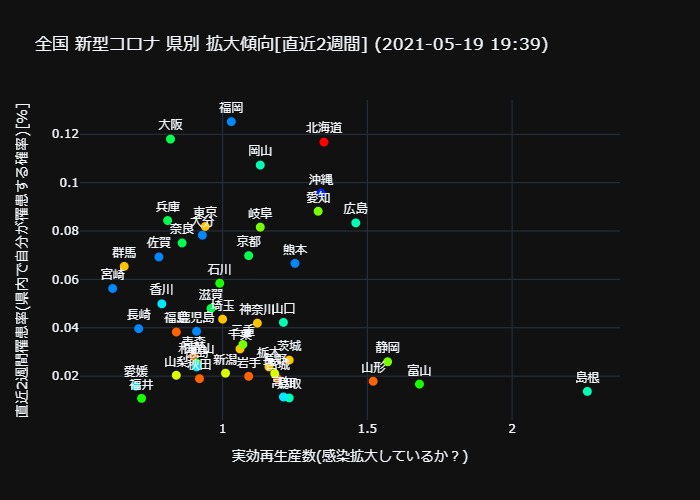 全国 新型コロナ 県別 拡大傾向[直近2週間] (2021-05-19 19:39)
直近2週間罹患率(県内で自分が罹患する確率)[%]
0.12
0.1
0.08
0.06
0.04
0.02
福岡
大阪
北海道
岡山
沖縄
愛知
兵庫
東京
大分
岐阜
広島
奈良
佐賀
京都
熊本
群馬
石川
宮崎
香川
滋賀
長崎
福島
鹿児島
埼玉
神奈川
山口
千葉
三重
青森
栃木
茨城
山梨
新潟
岩手
静岡
山形
富山
愛媛
福井
鳥取
島根
1
1.5
2
実効再生産数(感染拡大しているか？)